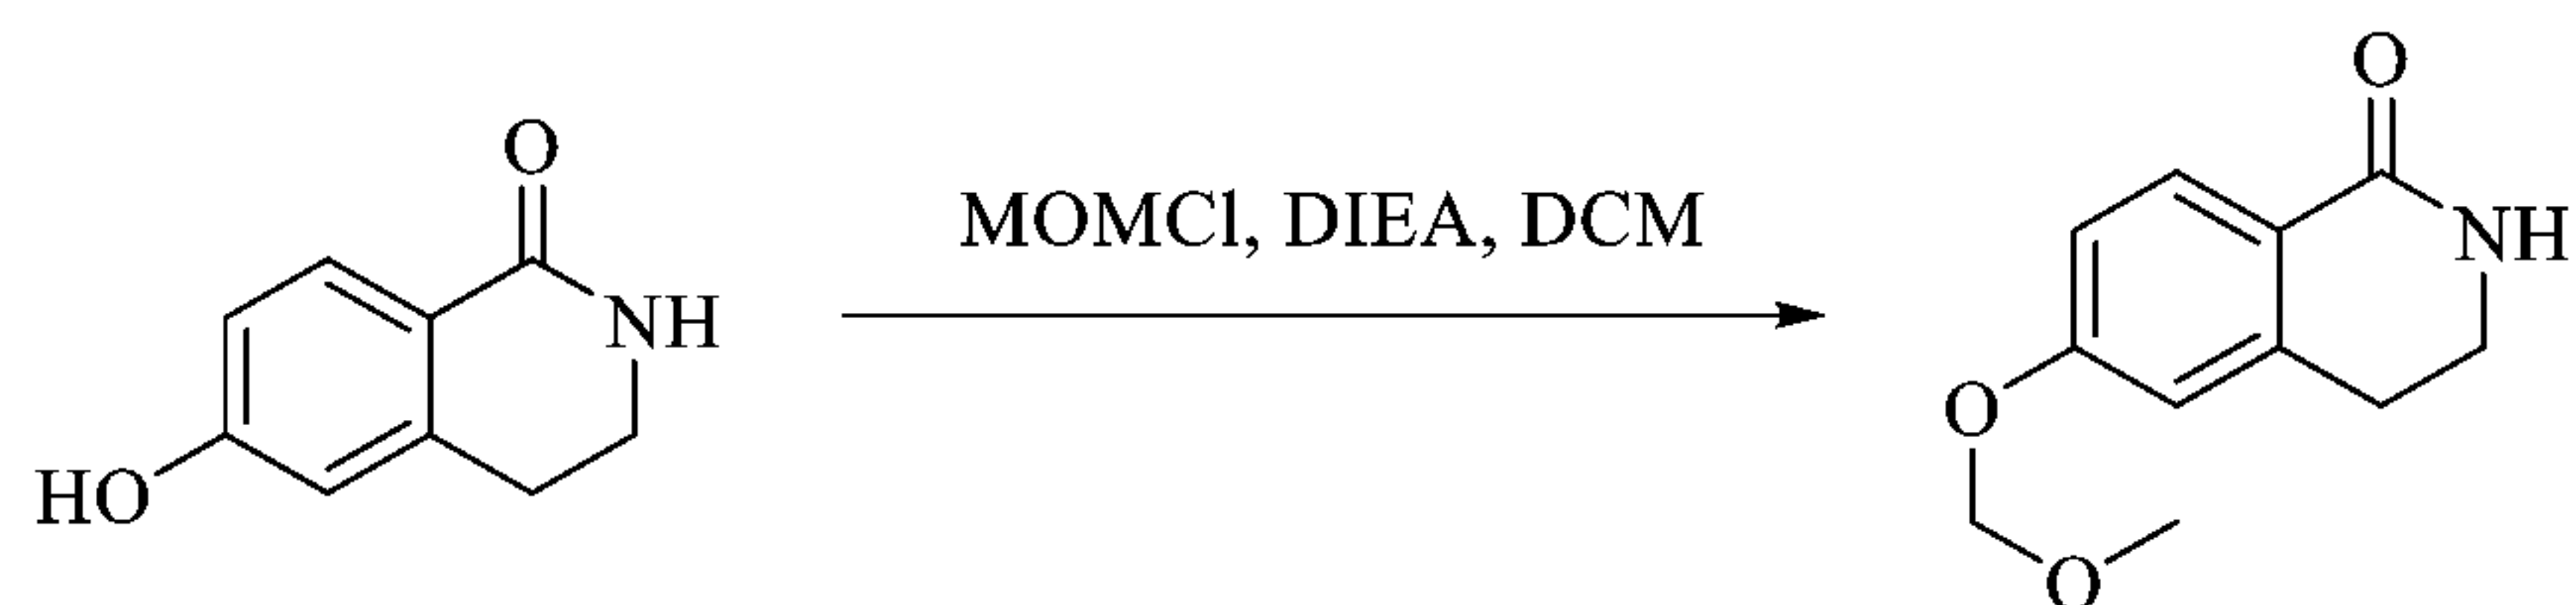 O
NH
HO
MOMCl, DIEA, DCM
O
NH
O
O